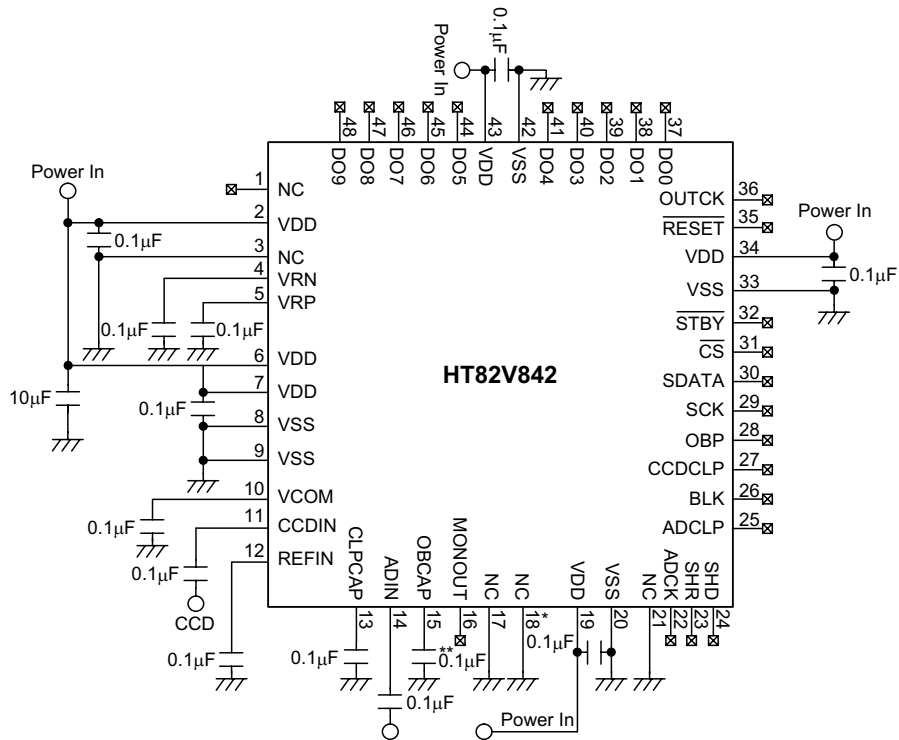 0.1μF
Power In
48 47 46 45 44 43 42 41 40 39 38 37
DO9 DO8 DO7 DO6 DO5 VDD VSS DO4 DO3 DO2 DO1 DO0
Power In
0.1μF
0.1μF
0.1μF
10μF
0.1μF
0.1μF
0.1μF
CCD
0.1μF
1 NC
2 VDD
3 NC
4 VRN
5 VRP
6 VDD
7 VDD
8 VSS
9 VSS
10 VCOM
11 CCDIN
12 REFIN
HT82V842
OUTCK 36
RESET 35
VDD 34
VSS 33
STBY 32
CS 31
SDATA 30
SCK 29
OBP 28
CCDCLP 27
BLK 26
ADCLP 25
Power In
0.1μF
CLPCAP ADIN OBCAP MONOUT NC NC VDD VSS NC ADCK SHR SHD
13 14 15 16 17 18* 19 20 21 22 23 24
0.1μF
**
0.1μF
0.1μF
0.1μF
Power In